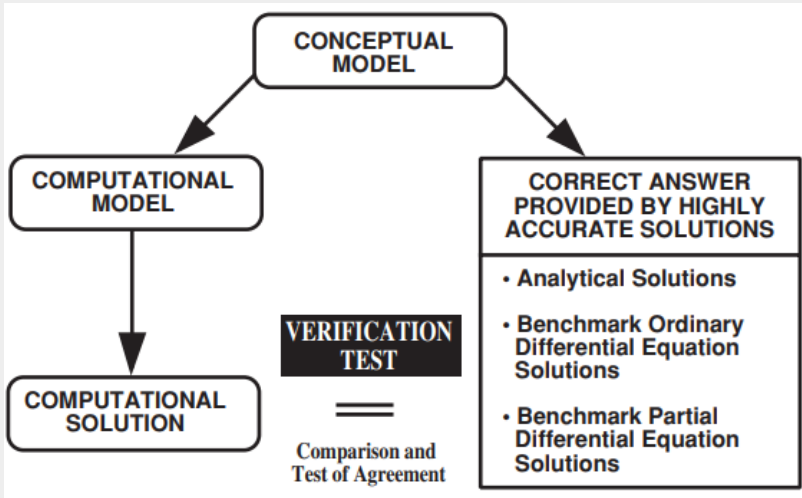 CONCEPTUAL
MODEL
COMPUTATIONAL
MODEL
COMPUTATIONAL
SOLUTION
VERIFICATION
TEST
Comparison and
Test of Agreement
CORRECT ANSWER
PROVIDED BY HIGHLY
ACCURATE SOLUTIONS
• Analytical Solutions
• Benchmark Ordinary
Differential Equation
Solutions
• Benchmark Partial
Differential Equation
Solutions